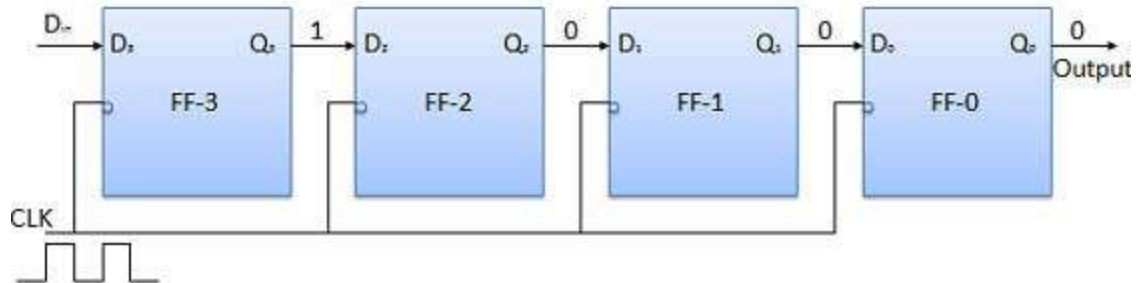 Dᵢₙ D₃ Q₃ 1 D₂ Q₂ 0 D₁ Q₁ 0 D₀ Q₀ 0
Output
FF-3 FF-2 FF-1 FF-0
CLK